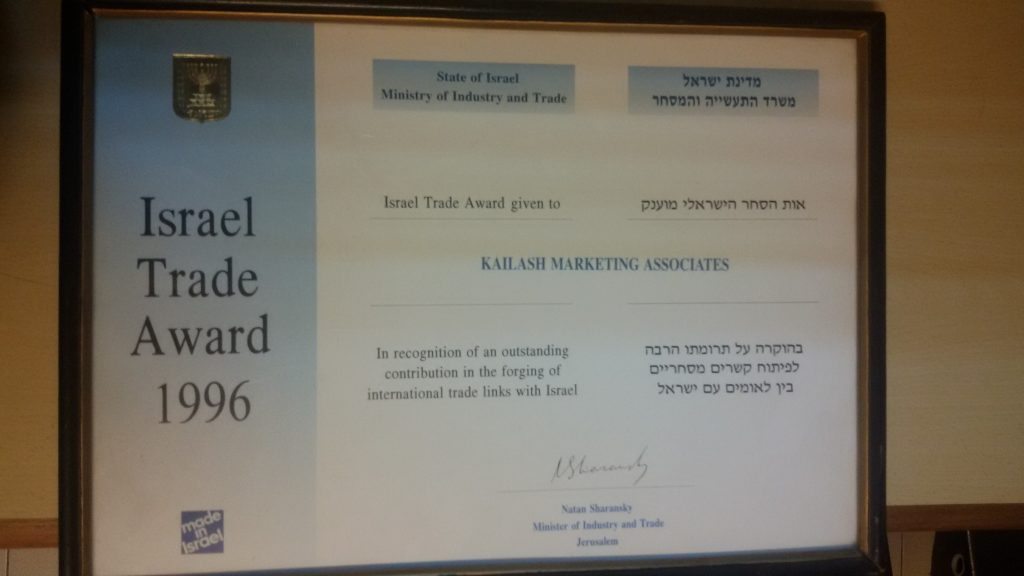 Israel
Trade
Award
1996
made
in
Israel
State of Israel
Ministry of Industry and Trade
מדינת ישראל
משרד התעשייה והמסחר
Israel Trade Award given to
אות הסחר הישראלי מוענק
KAILASH MARKETING ASSOCIATES
In recognition of an outstanding
contribution in the forging of
international trade links with Israel
בהוקרה על תרומתו הרבה
לפיתוח קשרים מסחריים
בין לאומים עם ישראל
NSharansky
Natan Sharansky
Minister of Industry and Trade
Jerusalem